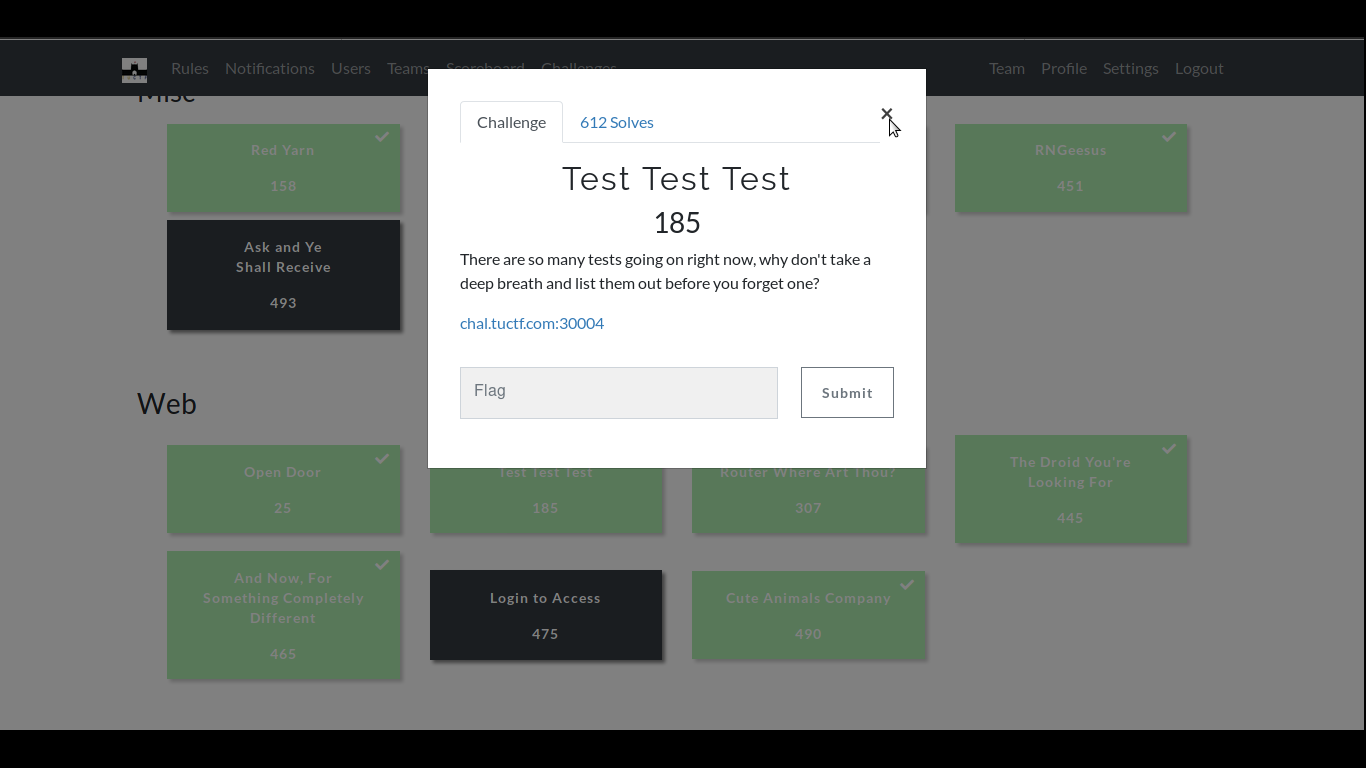 Rules Notifications Users Teams Scoreboard Challenges Team Profile Settings Logout
Misc
Challenge 612 Solves ×
Test Test Test
185
There are so many tests going on right now, why don't take a
deep breath and list them out before you forget one?
chal.tuctf.com:30004
Flag Submit
Red Yarn
158
RNGeesus
451
Ask and Ye
Shall Receive
493
Web
Open Door
25
Test Test Test
185
Router Where Art Thou?
307
The Droid You're
Looking For
445
And Now, For
Something Completely
Different
465
Login to Access
475
Cute Animals Company
490